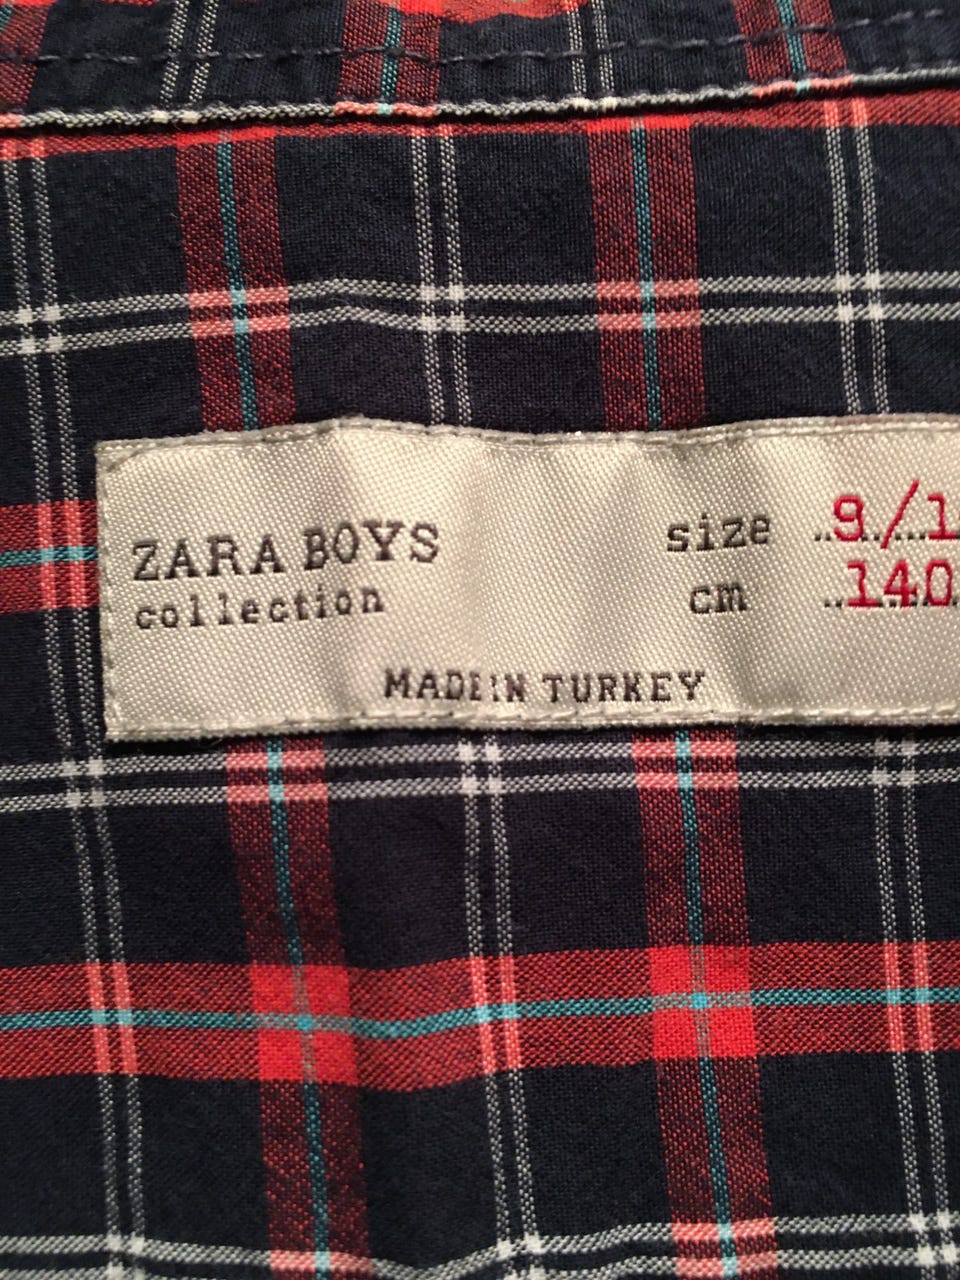 ZARA BOYS size 9/1
collection cm 140
MADE IN TURKEY